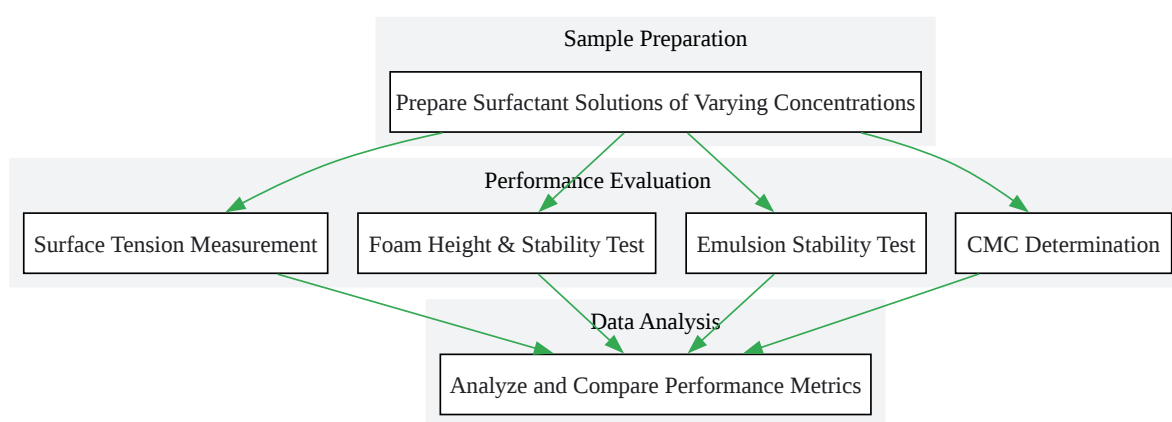 Sample Preparation
Prepare Surfactant Solutions of Varying Concentrations
Performance Evaluation
Surface Tension Measurement
Foam Height & Stability Test
Emulsion Stability Test
CMC Determination
Data Analysis
Analyze and Compare Performance Metrics